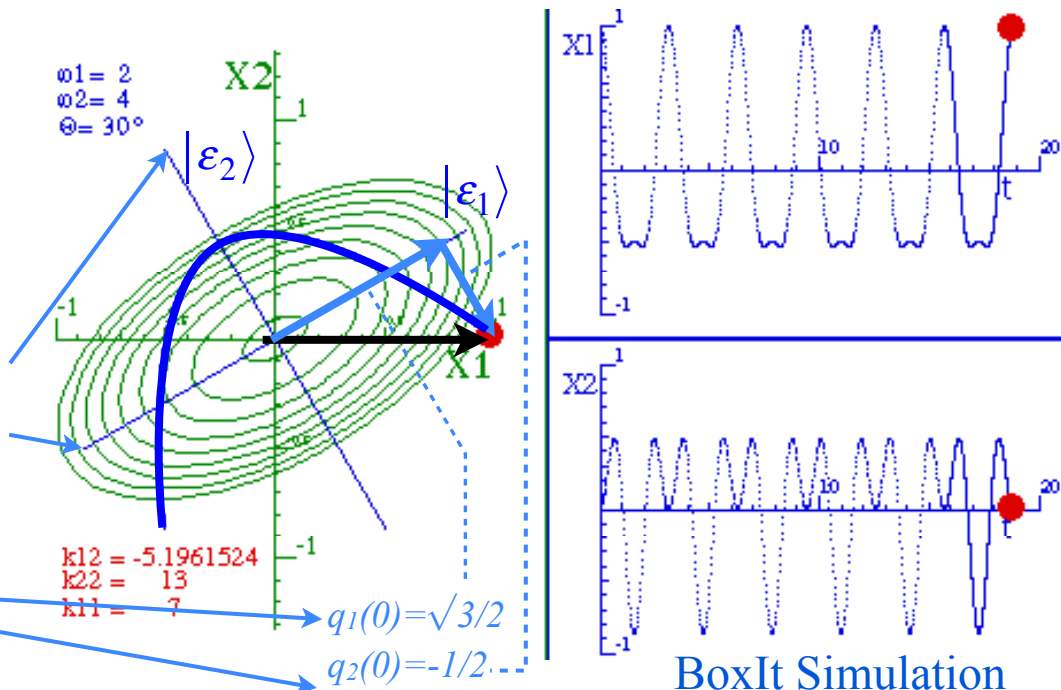 ω1= 2
ω2= 4
Θ= 30°
X2
1
|ε₂⟩
|ε₁⟩
-1
1
X1
-1
k12 = -5.1961524
k22 = 13
k11 = 7
q₁(0)=√3/2
q₂(0)=-1/2
1
X1
10
20
t
-1
1
X2
10
20
t
-1
BoxIt Simulation